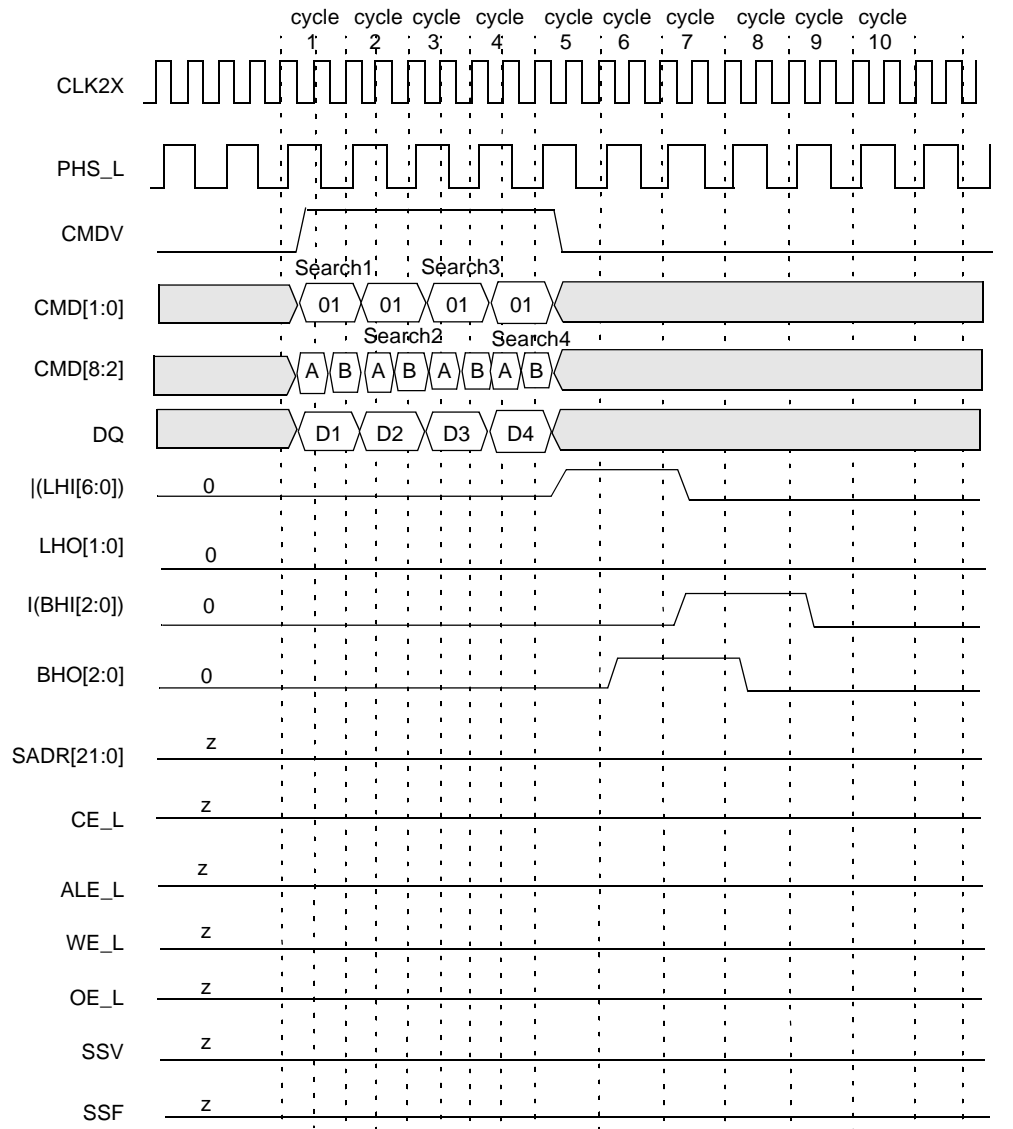 cycle cycle cycle cycle cycle cycle cycle cycle cycle cycle
1 2 3 4 5 6 7 8 9 10
CLK2X
PHS_L
CMDV
Search1 Search3
CMD[1:0] 01 01 01 01
Search2 Search4
CMD[8:2] A B A B A B A B
DQ D1 D2 D3 D4
|(LHI[6:0]) 0
LHO[1:0] 0
I(BHI[2:0]) 0
BHO[2:0] 0
SADR[21:0] z
CE_L z
ALE_L z
WE_L z
OE_L z
SSV z
SSF z